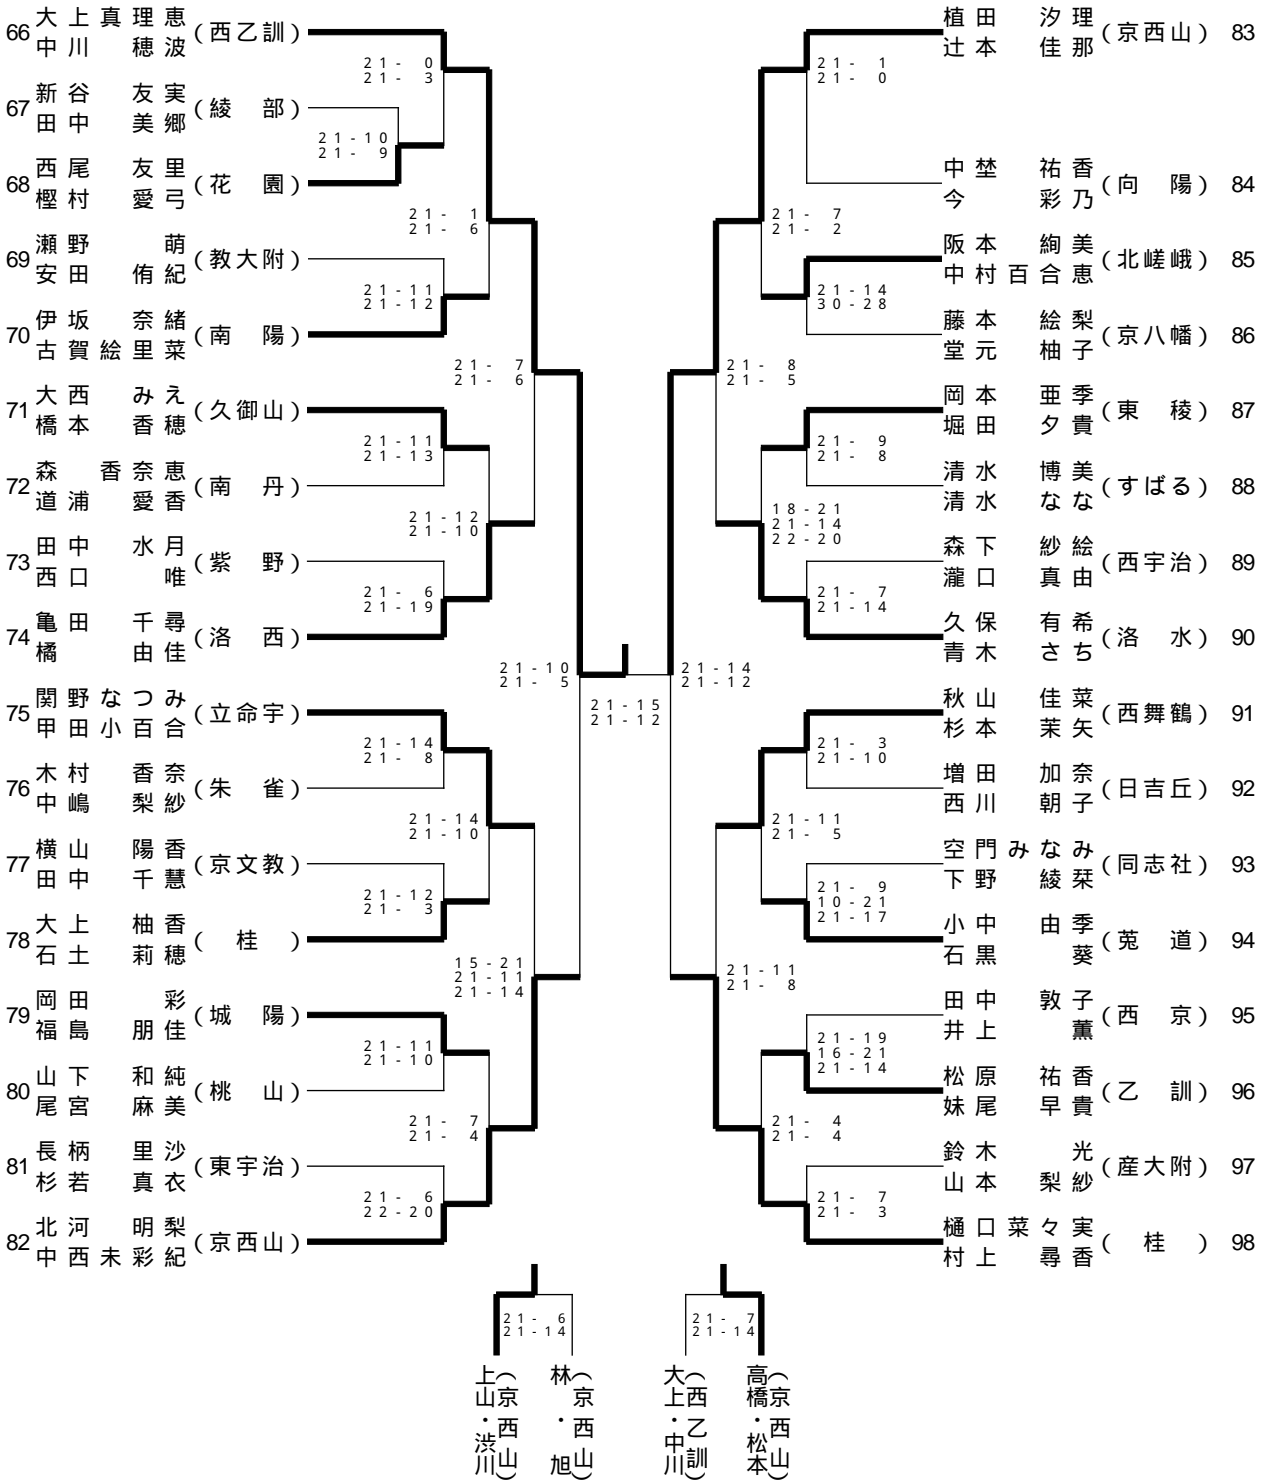 66 大上真理恵 中川穂波 (西乙訓)
21-0
21-3
67 新谷友実 田中美郷 (綾部)
21-10
21-9
68 西尾友里 樫村愛弓 (花園)
21-1
21-6
69 瀬野萌 安田侑紀 (教大附)
21-11
21-12
70 伊坂奈緒 古賀絵里菜 (南陽)
21-7
21-6
71 大西みえ 橋本香穂 (久御山)
21-11
21-13
72 森香奈恵 道浦愛香 (南丹)
21-12
21-10
73 田中水月 西口唯 (紫野)
21-6
21-19
74 亀田千尋 橘由佳 (洛西)
21-10
21-5
75 関野なつみ 甲田小百合 (立命宇)
21-14
21-8
76 木村香奈 中嶋梨紗 (朱雀)
21-14
21-10
77 横山陽香 田中千慧 (京文教)
21-12
21-3
78 大上柚香 石土莉穂 (桂)
15-21
21-11
21-14
79 岡田彩 福島朋佳 (城陽)
21-11
21-10
80 山下和純 尾宮麻美 (桃山)
21-7
21-4
81 長柄里沙 杉若真衣 (東宇治)
21-6
22-20
82 北河明梨 中西未彩紀 (京西山)
21-15
21-12
植田汐理 辻本佳那 (京西山) 83
21-1
21-0
中埜祐香 今彩乃 (向陽) 84
21-7
21-2
阪本絢美 中村百合恵 (北嵯峨) 85
21-14
30-28
藤本絵梨 堂元柚子 (京八幡) 86
21-8
21-5
岡本亜季 堀田夕貴 (東稜) 87
21-9
21-8
清水博美 清水なな (すばる) 88
18-21
21-14
22-20
森下紗絵 瀧口真由 (西宇治) 89
21-7
21-14
久保有希 青木さち (洛水) 90
21-14
21-12
秋山佳菜 杉本茉矢 (西舞鶴) 91
21-3
21-10
増田加奈 西川朝子 (日吉丘) 92
21-11
21-5
空門みなみ 下野綾栞 (同志社) 93
21-9
10-21
21-17
小中由季 石黒葵 (莵道) 94
21-11
21-8
田中敦子 井上薫 (西京) 95
21-19
16-21
21-14
松原祐香 妹尾早貴 (乙訓) 96
21-4
21-4
鈴木光 山本梨紗 (産大附) 97
21-7
21-3
樋口菜々実 村上尋香 (桂) 98
21-6
21-14
上山・渋川 (京西山)
林・旭 (京西山)
21-7
21-14
大上・中川 (西乙訓)
高橋・松本 (京西山)